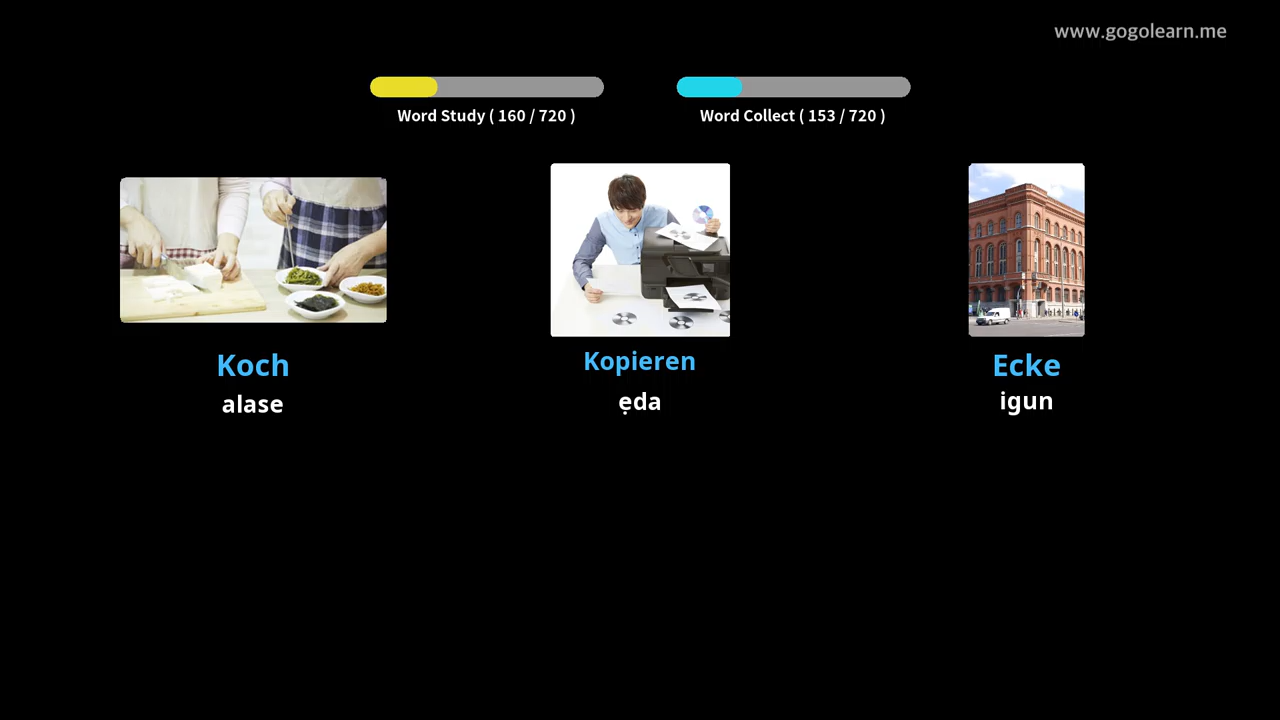 www.gogolearn.me
Word Study ( 160 / 720 )
Word Collect ( 153 / 720 )
Koch
Kopieren
Ecke
alase
ẹda
igun